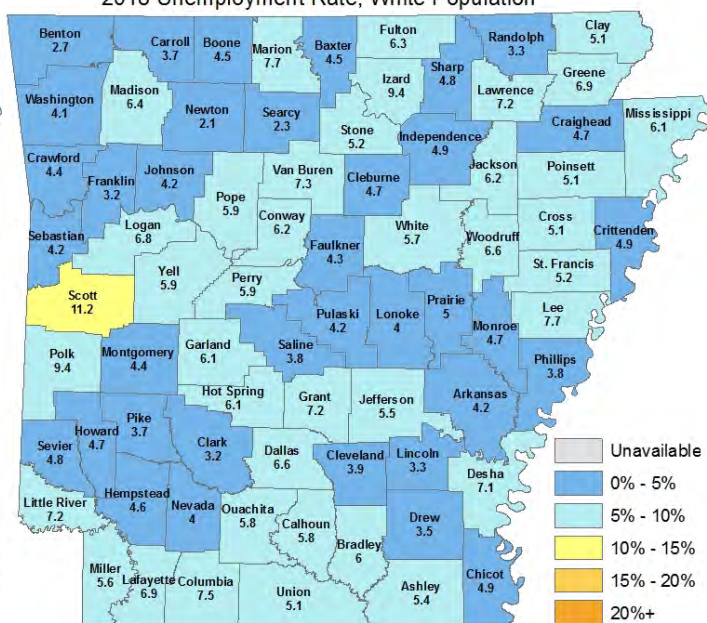 2018 Unemployment Rate, White Population
Benton
2.7
Carroll
3.7
Boone
4.5
Marion
7.7
Baxter
4.5
Fulton
6.3
Randolph
3.3
Clay
5.1
Washington
4.1
Madison
6.4
Newton
2.1
Searcy
2.3
Izard
9.4
Sharp
4.8
Lawrence
7.2
Greene
6.9
Stone
5.2
Independence
4.9
Craighead
4.7
Mississippi
6.1
Crawford
4.4
Franklin
3.2
Johnson
4.2
Pope
5.9
Van Buren
7.3
Cleburne
4.7
Jackson
6.2
Poinsett
5.1
Sebastian
4.2
Logan
6.8
Conway
6.2
Faulkner
4.3
White
5.7
Woodruff
6.6
Cross
5.1
Crittenden
4.9
Scott
11.2
Yell
5.9
Perry
5.9
St. Francis
5.2
Polk
9.4
Montgomery
4.4
Garland
6.1
Saline
3.8
Pulaski
4.2
Lonoke
4
Prairie
5
Monroe
4.7
Lee
7.7
Phillips
3.8
Hot Spring
6.1
Grant
7.2
Jefferson
5.5
Arkansas
4.2
Sevier
4.8
Howard
4.7
Pike
3.7
Clark
3.2
Dallas
6.6
Cleveland
3.9
Lincoln
3.3
Desha
7.1
Little River
7.2
Hempstead
4.6
Nevada
4
Ouachita
5.8
Calhoun
5.8
Bradley
6
Drew
3.5
Miller
5.6
Lafayette
6.9
Columbia
7.5
Union
5.1
Ashley
5.4
Chicot
4.9
Unavailable
0% - 5%
5% - 10%
10% - 15%
15% - 20%
20%+